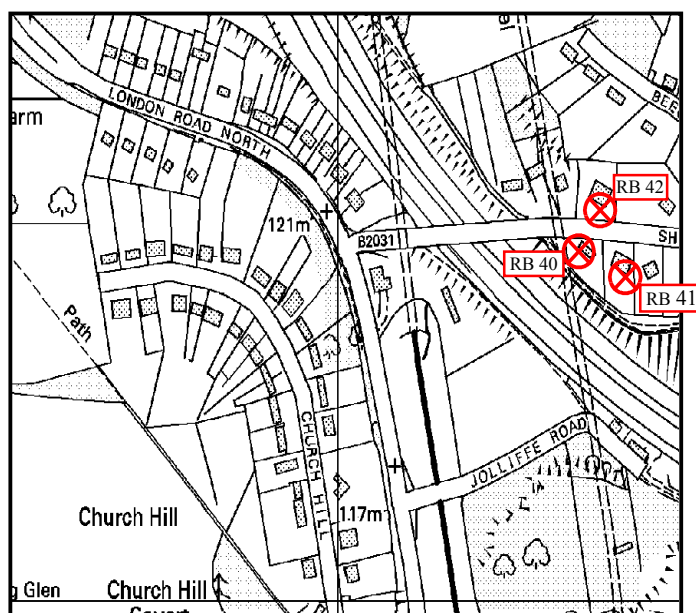 LONDON ROAD NORTH
BEE
arm
RB 42
121m
B2031
SH
RB 40
RB 41
Path
CHURCH HILL
JOLLIFFE ROAD
117m
Church Hill
g Glen
Church Hill
Covert